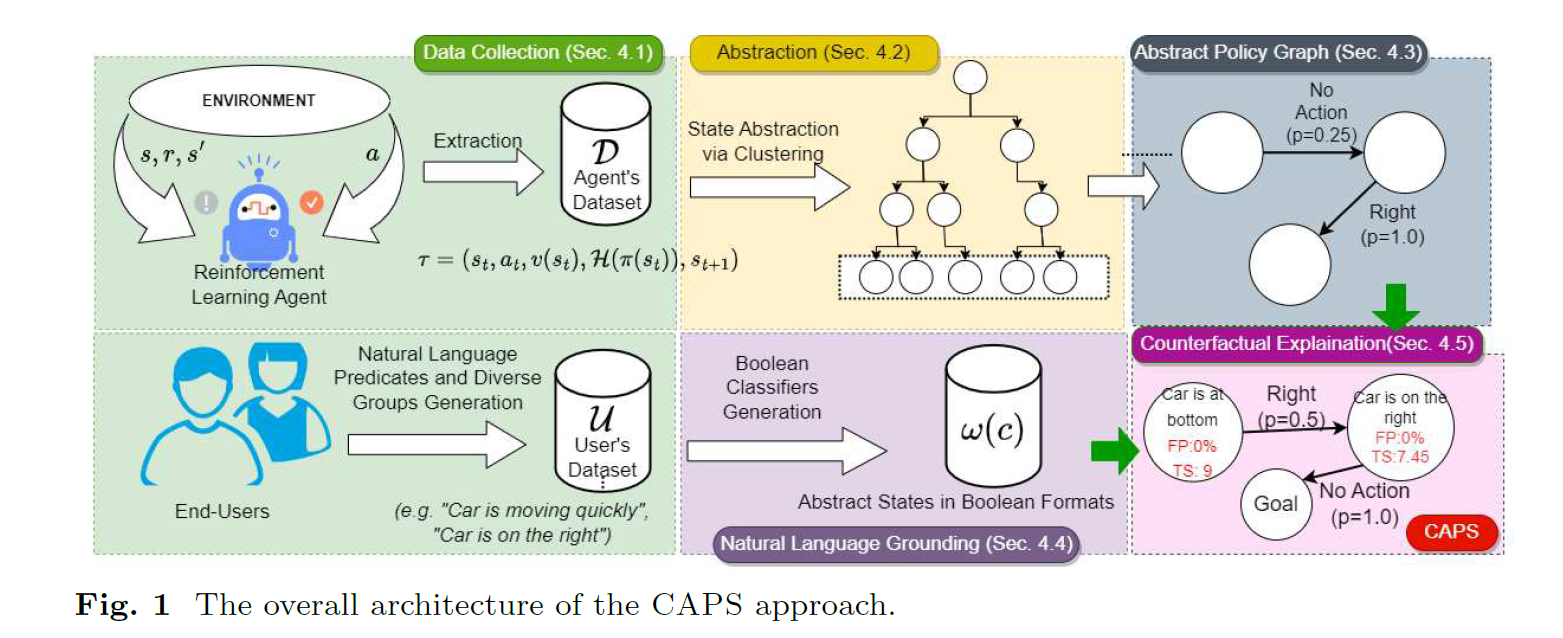 Data Collection (Sec. 4.1)
ENVIRONMENT
s, r, s′
a
Reinforcement
Learning Agent
Extraction
𝒟
Agent's
Dataset
τ = (s_t, a_t, v(s_t), ℋ(π(s_t)), s_{t+1})
Abstraction (Sec. 4.2)
State Abstraction
via Clustering
Abstract Policy Graph (Sec. 4.3)
No
Action
(p=0.25)
Right
(p=1.0)
End-Users
Natural Language
Predicates and Diverse
Groups Generation
𝒰
User's
Dataset
(e.g. "Car is moving quickly",
"Car is on the right")
Boolean
Classifiers
Generation
ω(c)
Abstract States in Boolean Formats
Natural Language Grounding (Sec. 4.4)
Counterfactual Explaination(Sec. 4.5)
Car is at
bottom
FP:0%
TS: 9
Right
(p=0.5)
Car is on the
right
FP:0%
TS:7.45
Goal
No Action
(p=1.0)
CAPS
Fig. 1 The overall architecture of the CAPS approach.